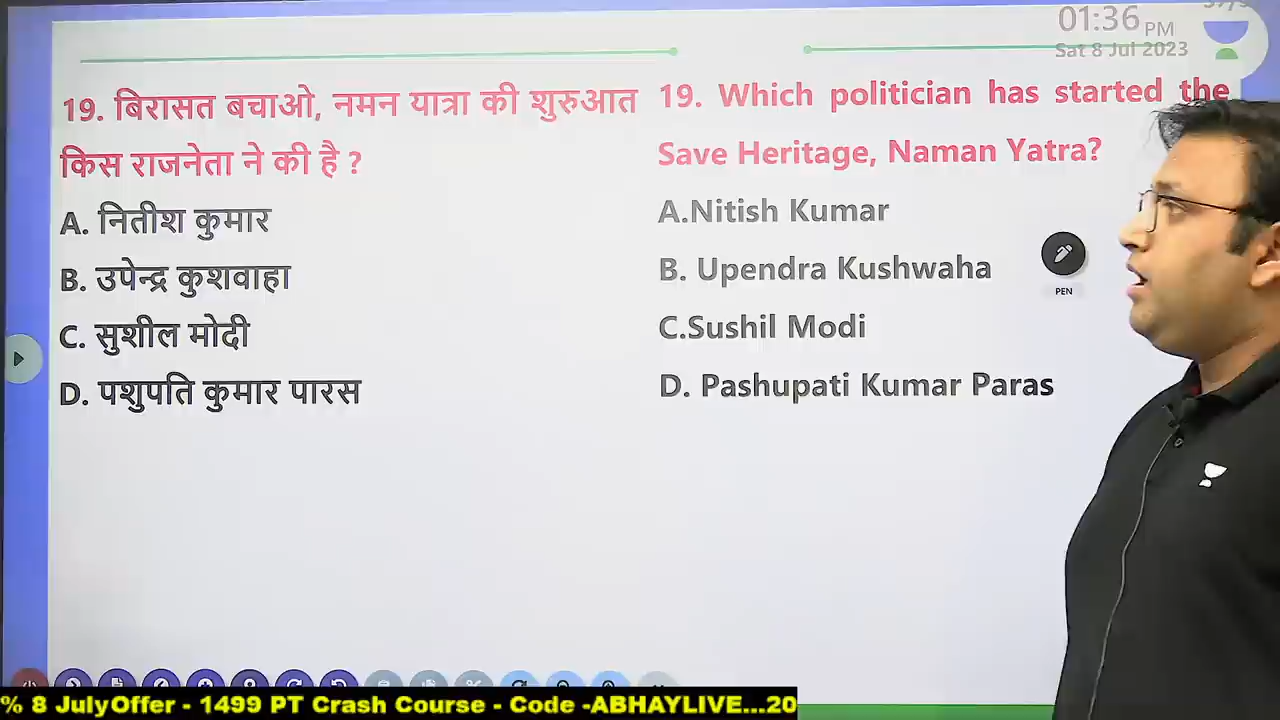 01:36 PM
Sat 8 Jul 2023
19. बिरासत बचाओ, नमन यात्रा की शुरुआत
किस राजनेता ने की है ?
A. नितीश कुमार
B. उपेन्द्र कुशवाहा
C. सुशील मोदी
D. पशुपति कुमार पारस
19. Which politician has started the
Save Heritage, Naman Yatra?
A.Nitish Kumar
B. Upendra Kushwaha
C.Sushil Modi
D. Pashupati Kumar Paras
PEN
% 8 JulyOffer - 1499 PT Crash Course - Code -ABHAYLIVE...20